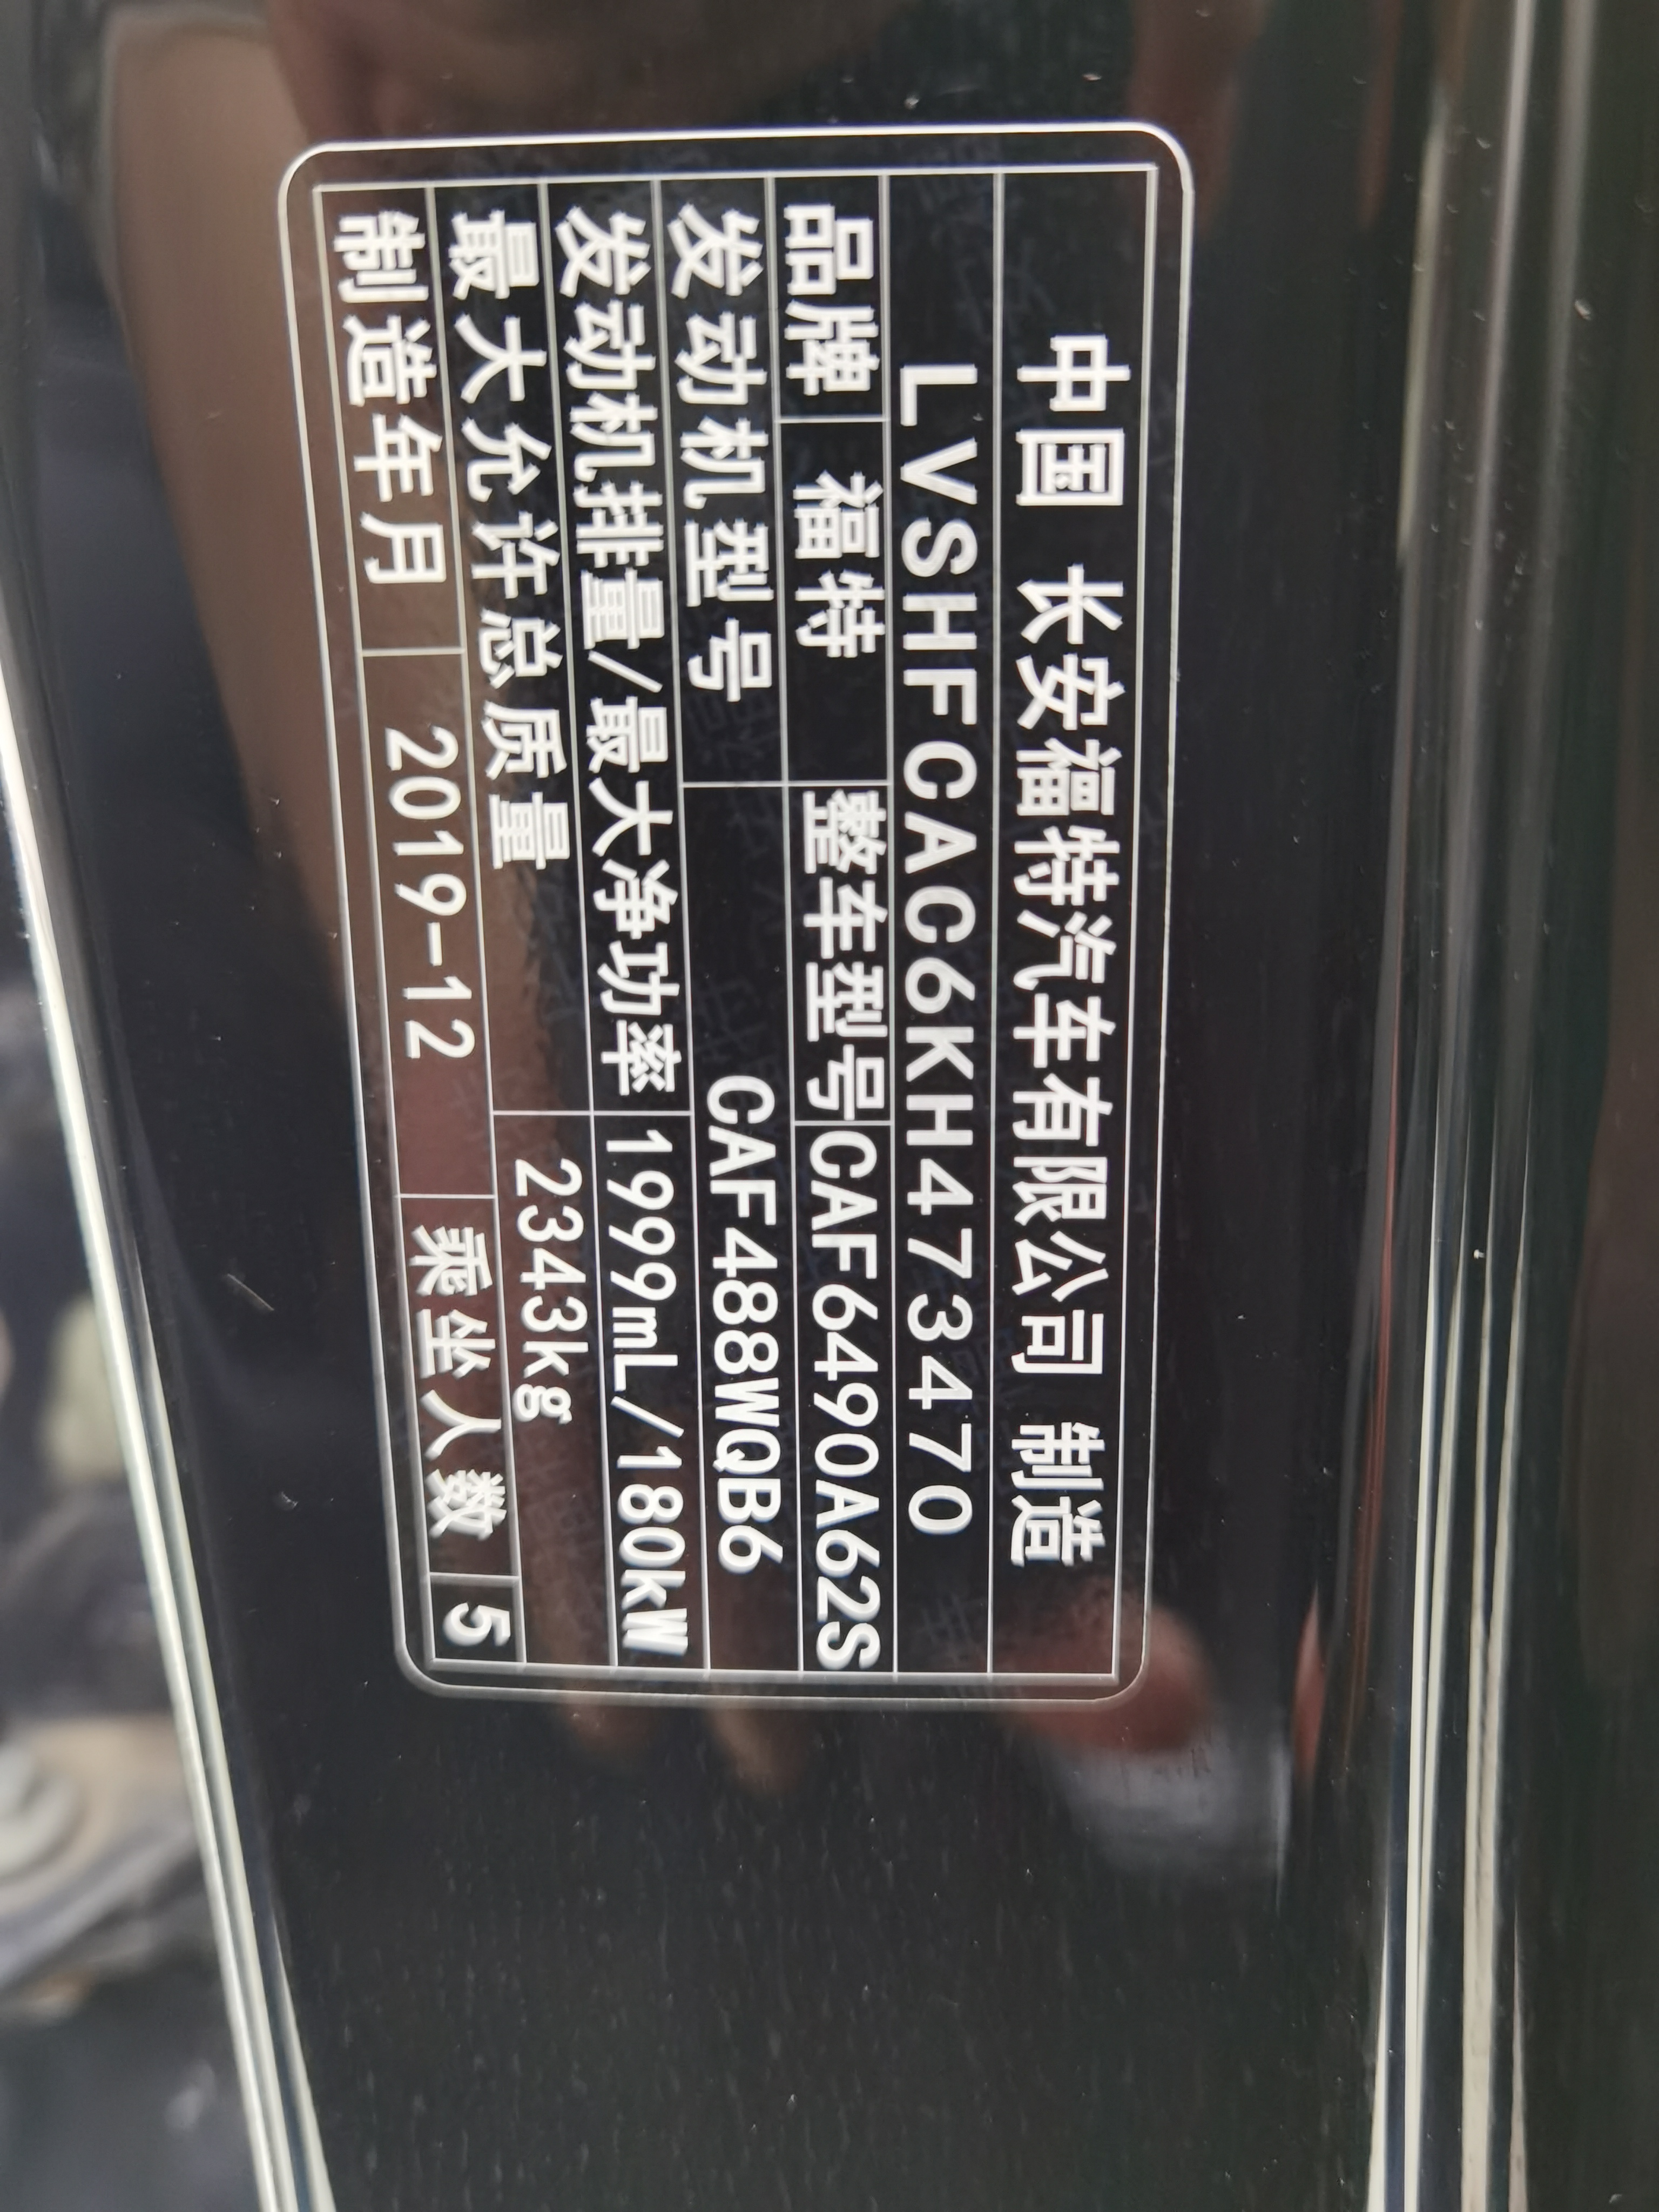 中国 长安福特汽车有限公司 制造
LVSHFCAC6KH473470
品牌 福特 整车型号 CAF6490A62S
发动机型号 CAF488WQB6
发动机排量/最大净功率 1999mL/180kW
最大允许总质量 2343kg
制造年月 2019-12 乘坐人数 5